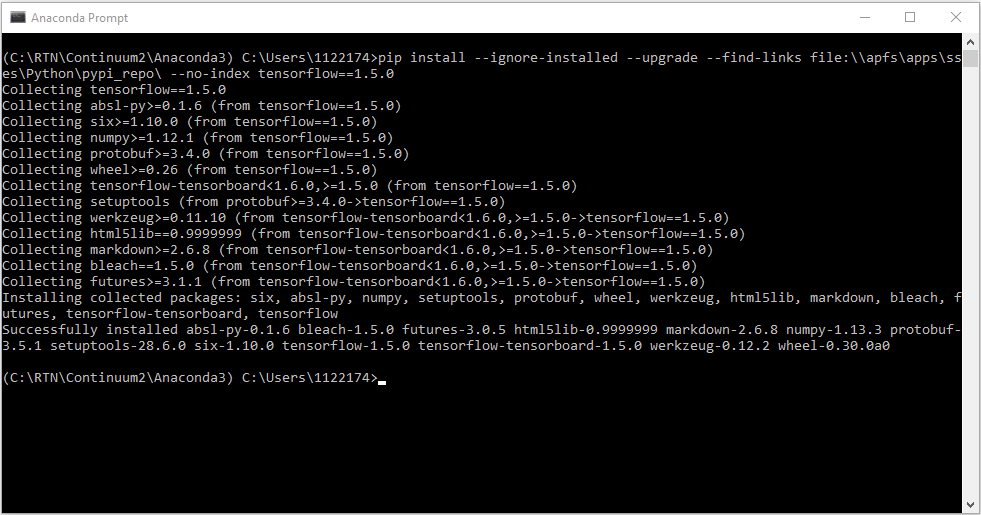 Anaconda Prompt
(C:\RTN\Continuum2\Anaconda3) C:\Users\1122174>pip install --ignore-installed --upgrade --find-links file:\\apfs\apps\ss
es\Python\pypi_repo\ --no-index tensorflow==1.5.0
Collecting tensorflow==1.5.0
Collecting absl-py>=0.1.6 (from tensorflow==1.5.0)
Collecting six>=1.10.0 (from tensorflow==1.5.0)
Collecting numpy>=1.12.1 (from tensorflow==1.5.0)
Collecting protobuf>=3.4.0 (from tensorflow==1.5.0)
Collecting wheel>=0.26 (from tensorflow==1.5.0)
Collecting tensorflow-tensorboard<1.6.0,>=1.5.0 (from tensorflow==1.5.0)
Collecting setuptools (from protobuf>=3.4.0->tensorflow==1.5.0)
Collecting werkzeug>=0.11.10 (from tensorflow-tensorboard<1.6.0,>=1.5.0->tensorflow==1.5.0)
Collecting html5lib==0.9999999 (from tensorflow-tensorboard<1.6.0,>=1.5.0->tensorflow==1.5.0)
Collecting markdown>=2.6.8 (from tensorflow-tensorboard<1.6.0,>=1.5.0->tensorflow==1.5.0)
Collecting bleach==1.5.0 (from tensorflow-tensorboard<1.6.0,>=1.5.0->tensorflow==1.5.0)
Collecting futures>=3.1.1 (from tensorflow-tensorboard<1.6.0,>=1.5.0->tensorflow==1.5.0)
Installing collected packages: six, absl-py, numpy, setuptools, protobuf, wheel, werkzeug, html5lib, markdown, bleach, f
utures, tensorflow-tensorboard, tensorflow
Successfully installed absl-py-0.1.6 bleach-1.5.0 futures-3.0.5 html5lib-0.9999999 markdown-2.6.8 numpy-1.13.3 protobuf-
3.5.1 setuptools-28.6.0 six-1.10.0 tensorflow-1.5.0 tensorflow-tensorboard-1.5.0 werkzeug-0.12.2 wheel-0.30.0a0
(C:\RTN\Continuum2\Anaconda3) C:\Users\1122174>